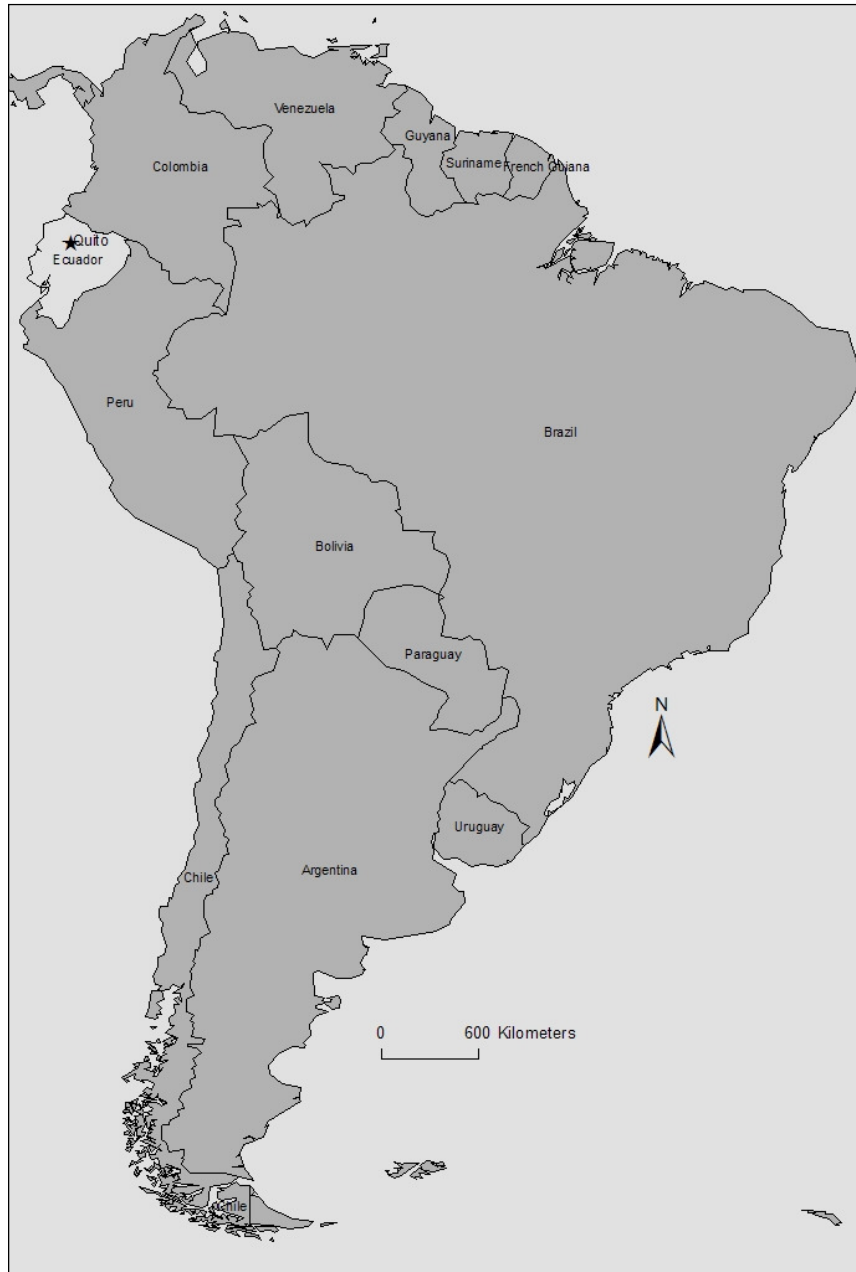 Venezuela
Guyana
Suriname
French Guiana
Colombia
Quito
Ecuador
Peru
Brazil
Bolivia
Paraguay
N
Uruguay
Chile
Argentina
0 600 Kilometers
Chile